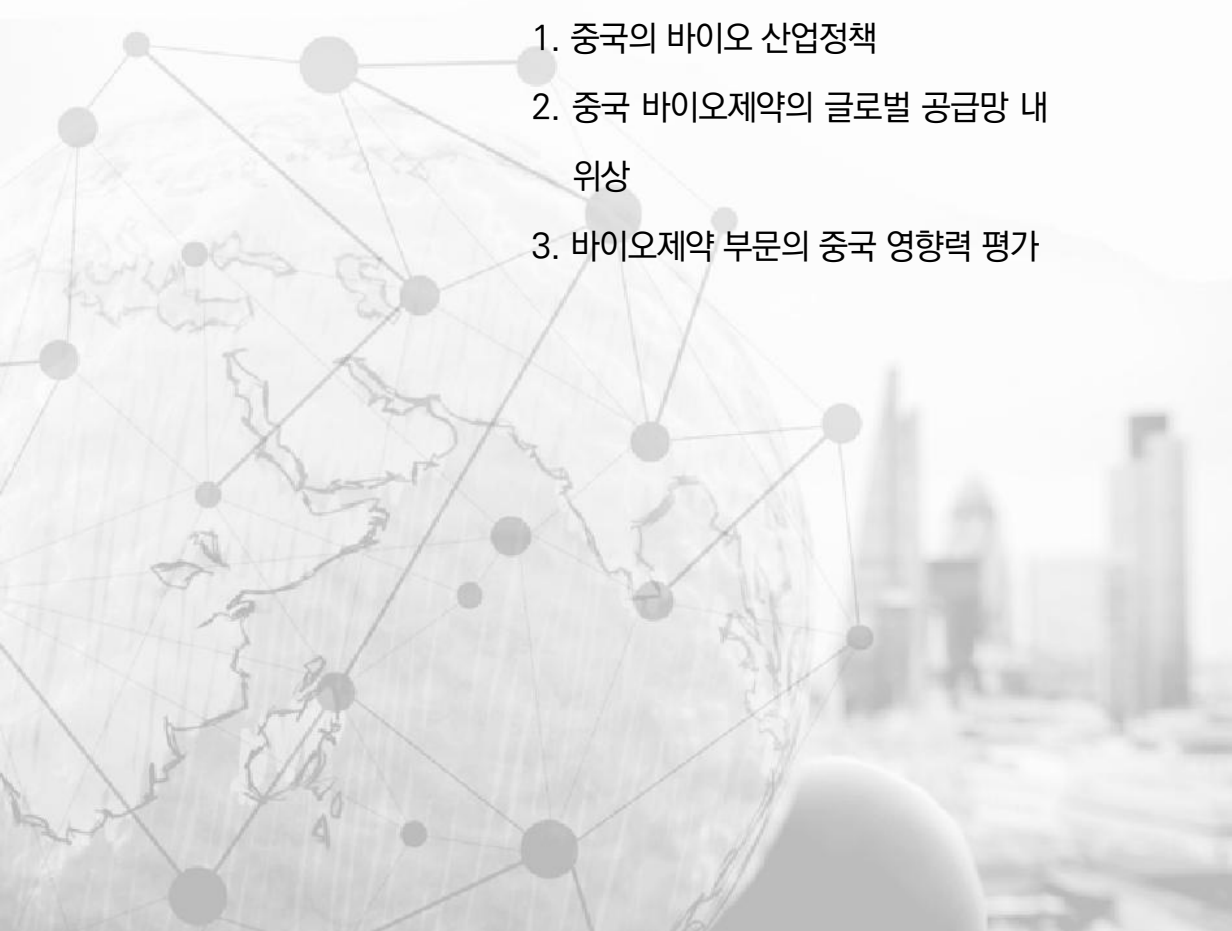 1. 중국의 바이오 산업정책
2. 중국 바이오제약의 글로벌 공급망 내
위상
3. 바이오제약 부문의 중국 영향력 평가